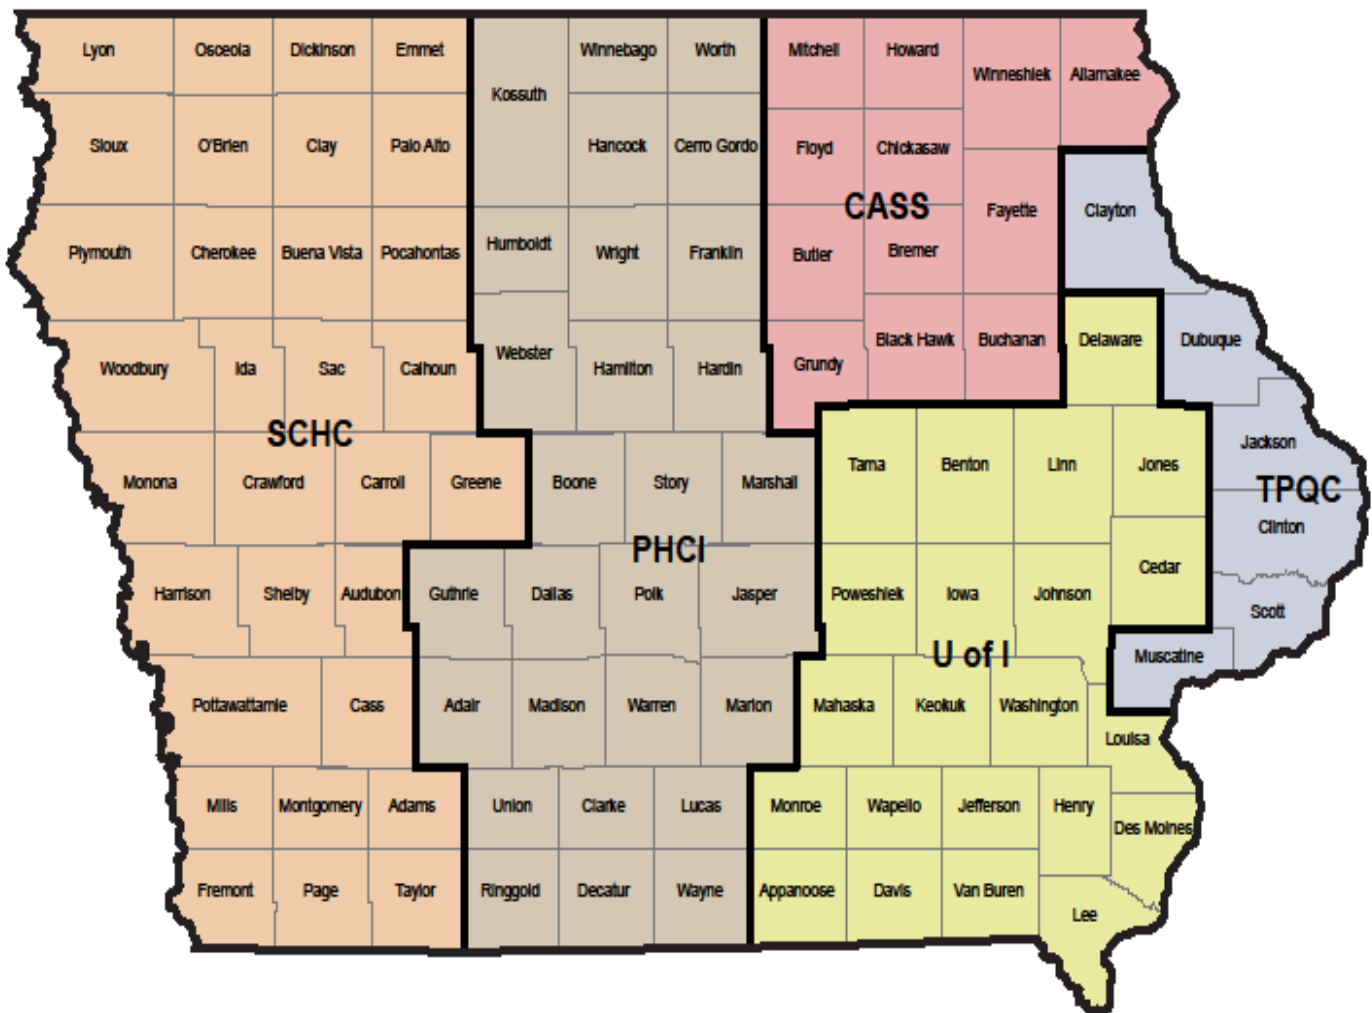 Lyon Osceola Dickinson Emmet Winnebago Worth Mitchell Howard
Winneshiek Allamakee
Kossuth
Sioux O'Brien Clay Palo Alto Hancock Cerro Gordo Floyd Chickasaw
CASS
Fayette Clayton
Plymouth Cherokee Buena Vista Pocahontas Humboldt Wright Franklin Butler Bremer
Webster Black Hawk Buchanan Delaware Dubuque
Woodbury Ida Sac Calhoun Hamilton Hardin Grundy
SCHC
Jackson
Monona Crawford Carroll Greene Boone Story Marshall Tama Benton Linn Jones
TPQC
Clinton
PHCI
Cedar
Harrison Shelby Audubon Guthrie Dallas Polk Jasper Poweshiek Iowa Johnson
Scott
U of I
Muscatine
Pottawattamie Cass Adair Madison Warren Marion Mahaska Keokuk Washington
Louisa
Mills Montgomery Adams Union Clarke Lucas Monroe Wapello Jefferson Henry
Des Moines
Fremont Page Taylor Ringgold Decatur Wayne Appanoose Davis Van Buren
Lee